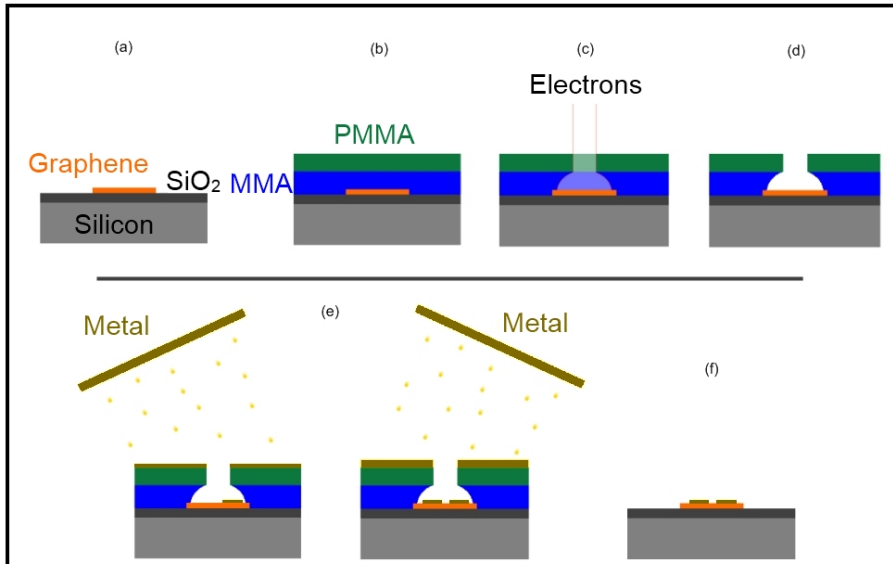 (a)
(b)
(c)
(d)
Electrons
PMMA
Graphene
SiO₂
MMA
Silicon
(e)
Metal
Metal
(f)